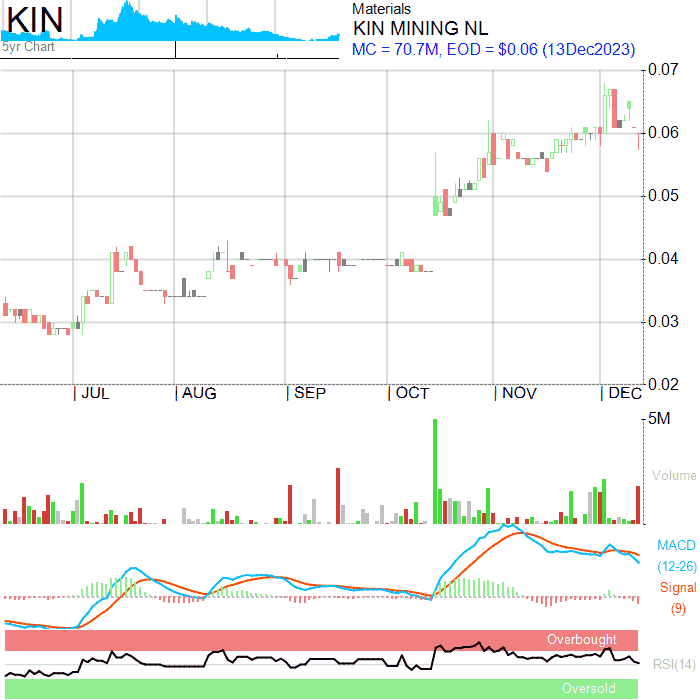 KIN
5yr Chart
Materials
KIN MINING NL
MC = 70.7M, EOD = $0.06 (13Dec2023)
0.07
0.06
0.05
0.04
0.03
0.02
| JUL | AUG | SEP | OCT | NOV | DEC
5M
Volume
MACD
(12-26)
Signal
(9)
Overbought
RSI(14)
Oversold